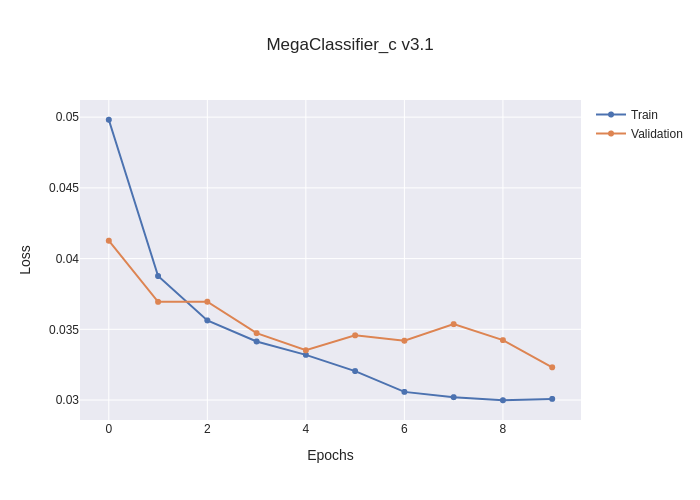 MegaClassifier_c v3.1
Train
Validation
0.05
0.045
0.04
0.035
0.03
Loss
0 2 4 6 8
Epochs